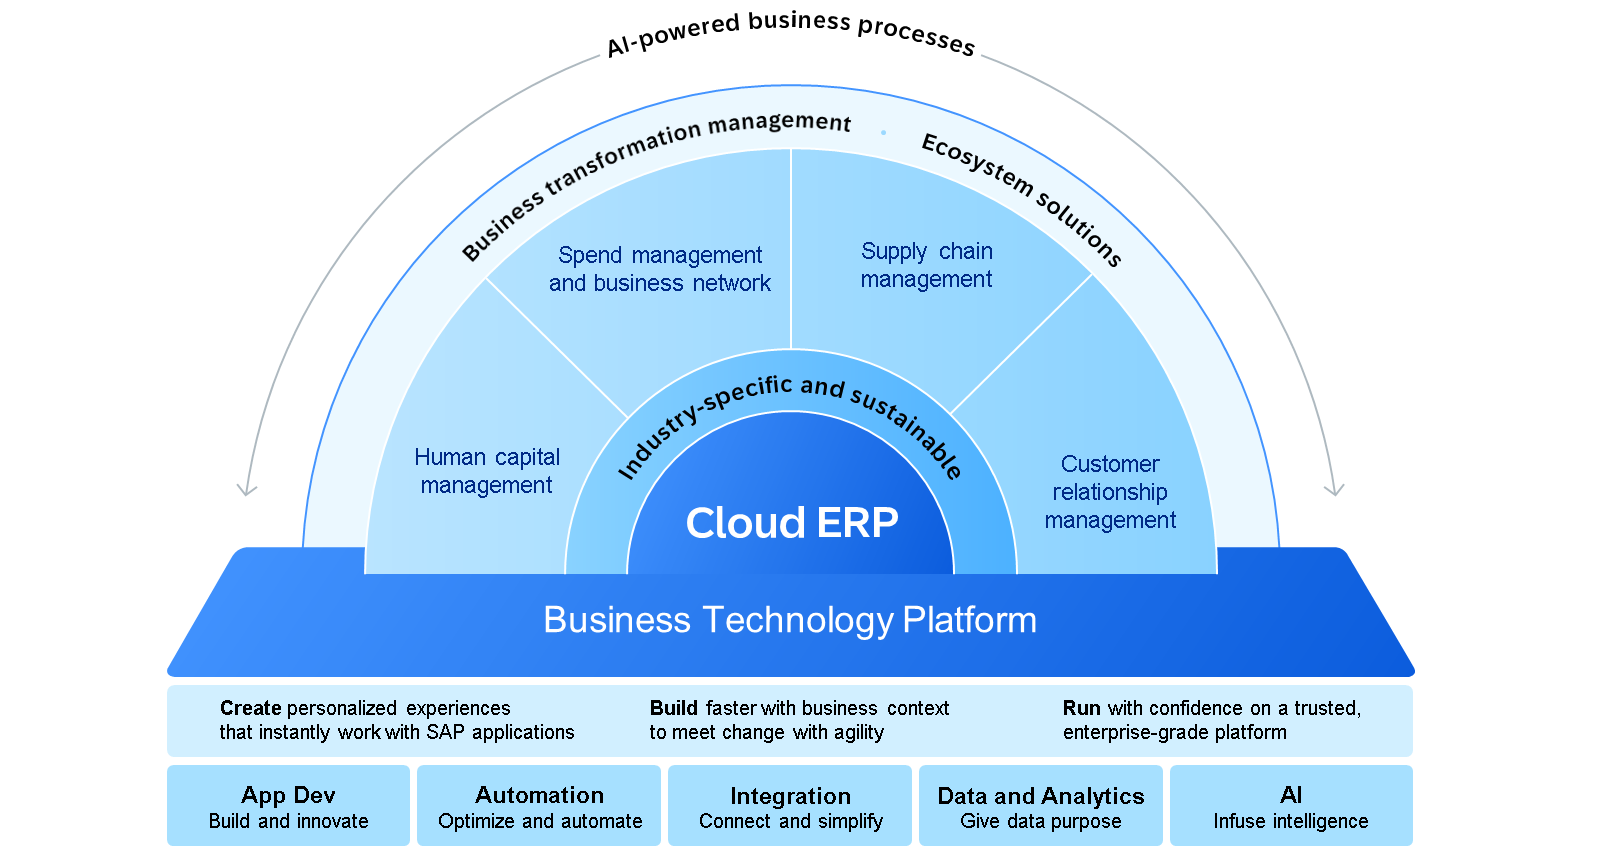 AI-powered business processes
Business transformation management · Ecosystem solutions
Spend management
and business network
Supply chain
management
Human capital
management
Customer
relationship
management
Industry-specific and sustainable
Cloud ERP
Business Technology Platform
Create personalized experiences
that instantly work with SAP applications
Build faster with business context
to meet change with agility
Run with confidence on a trusted,
enterprise-grade platform
App Dev
Build and innovate
Automation
Optimize and automate
Integration
Connect and simplify
Data and Analytics
Give data purpose
AI
Infuse intelligence